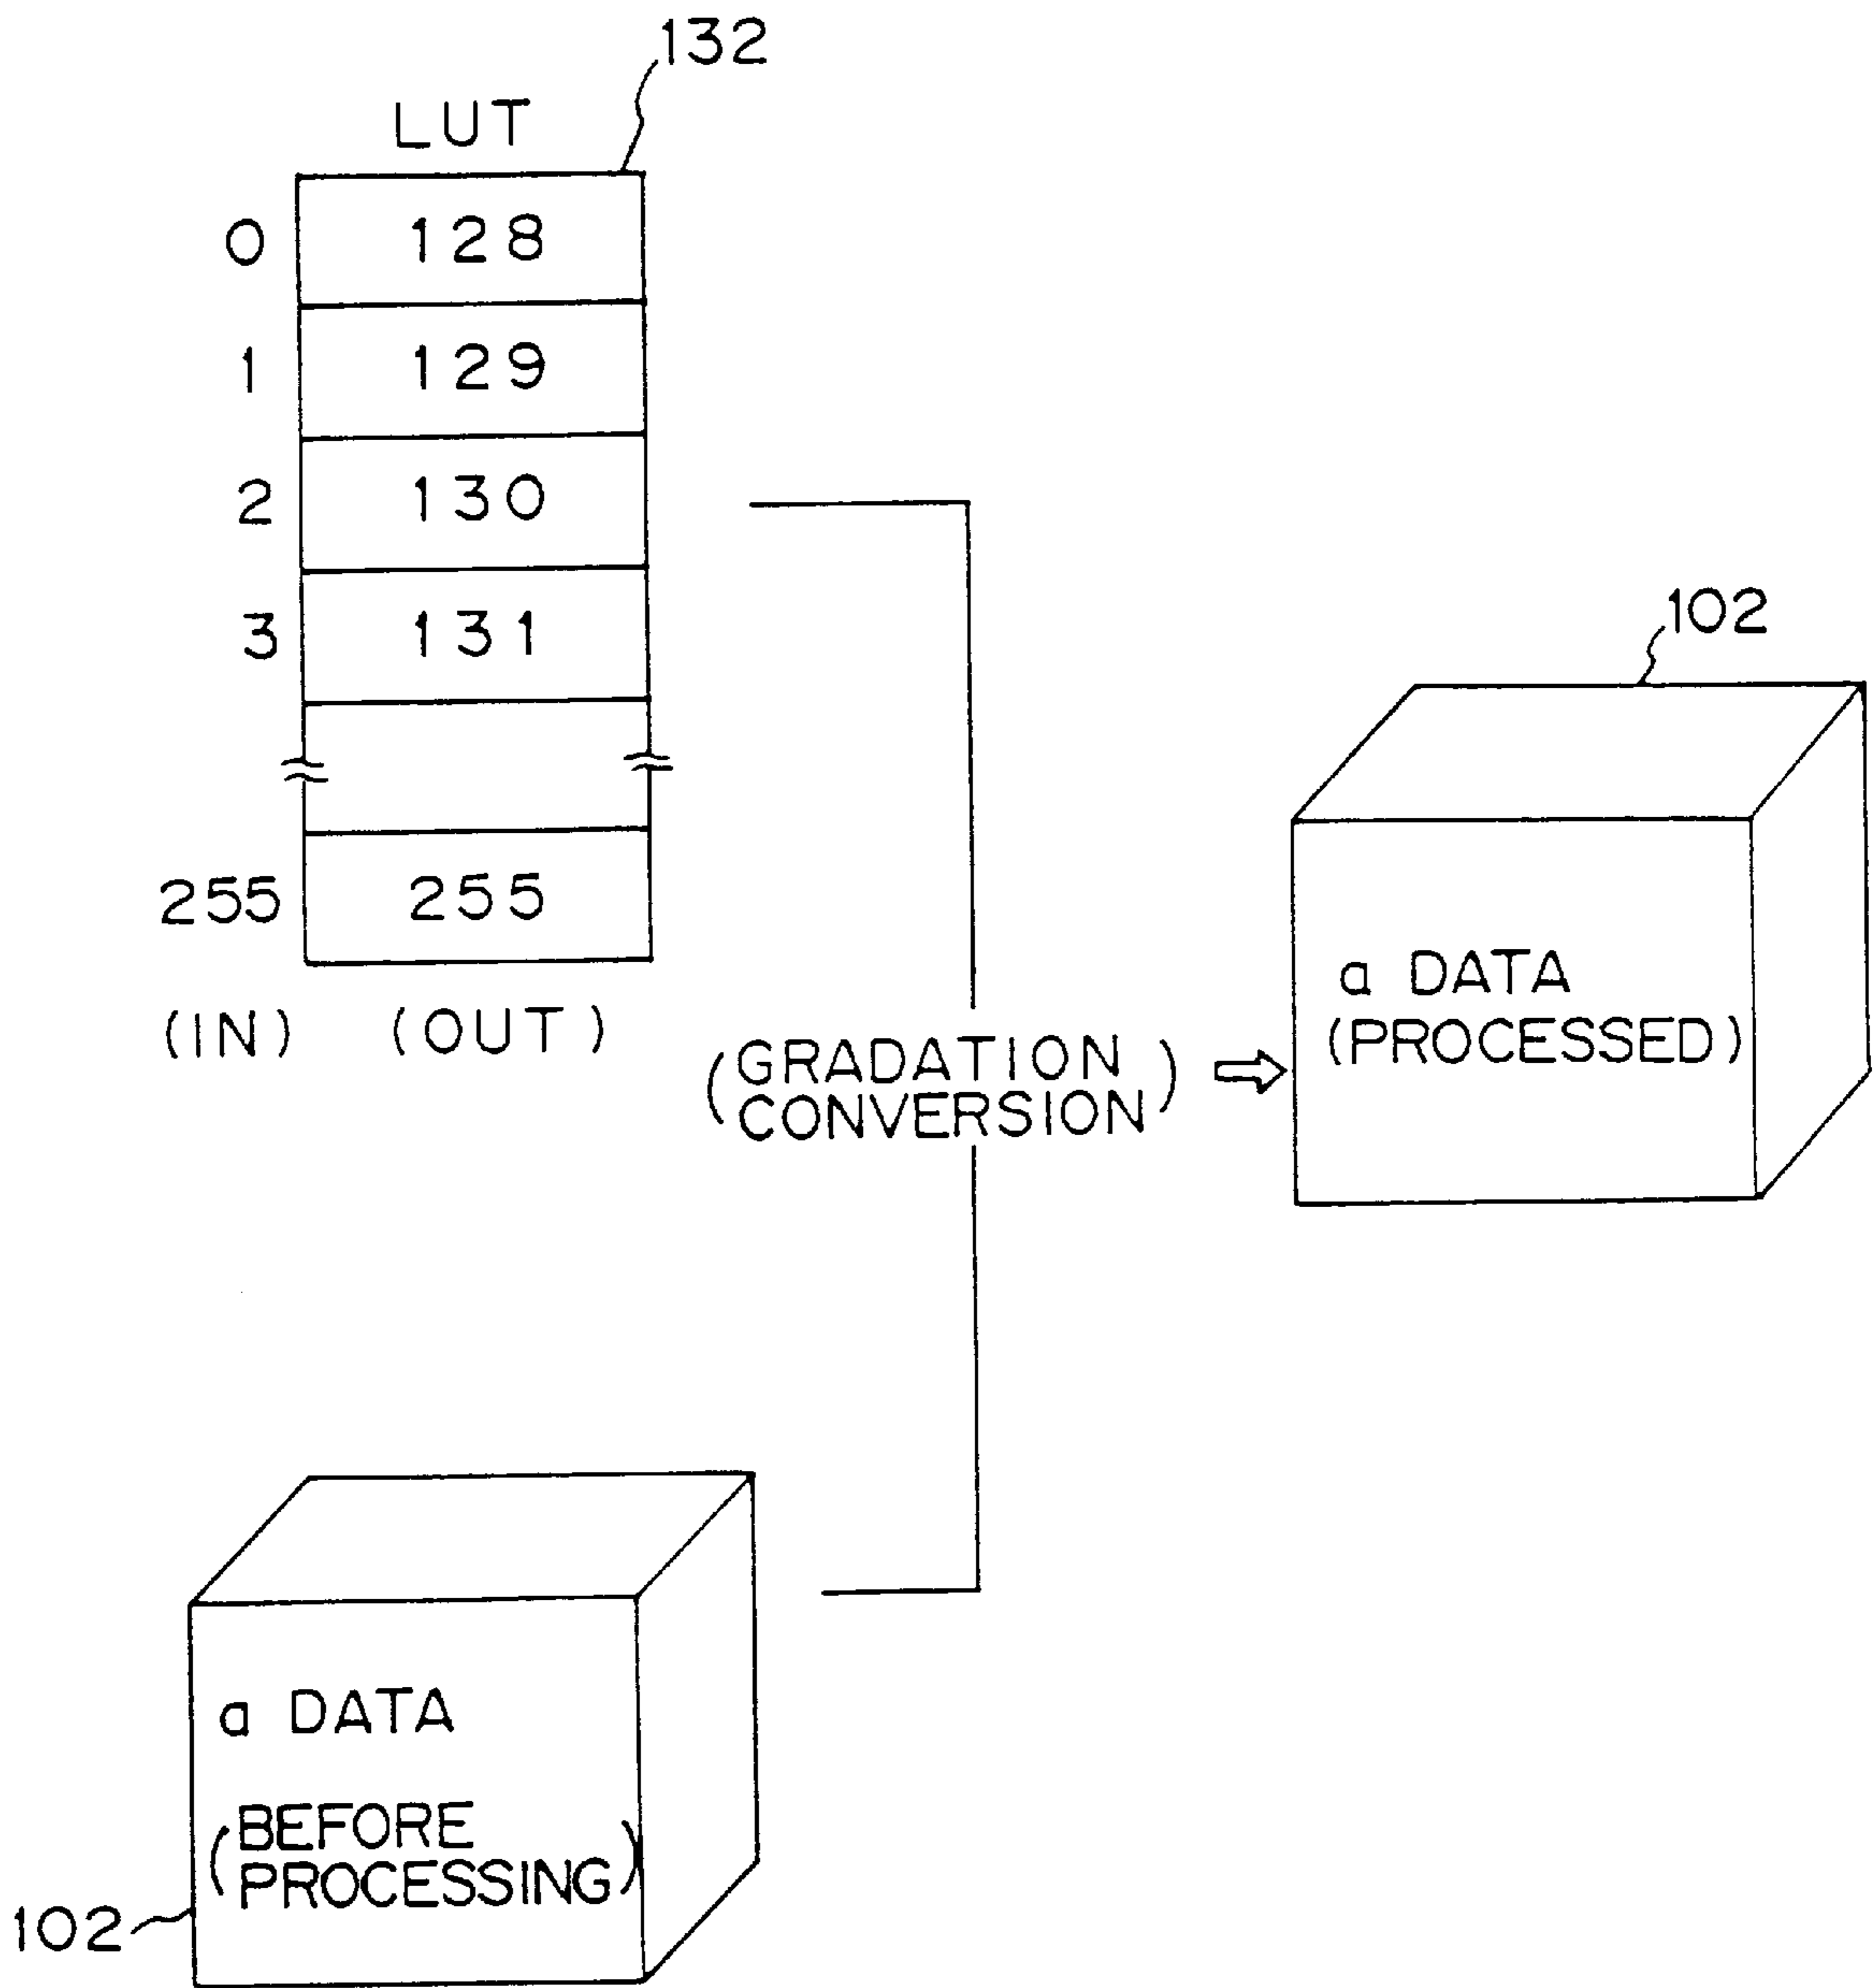 132
LUT
0 128
1 129
2 130
3 131
255 255
(IN) (OUT)
(GRADATION
CONVERSION)
102
a DATA
(PROCESSED)
a DATA
(BEFORE
PROCESSING)
102